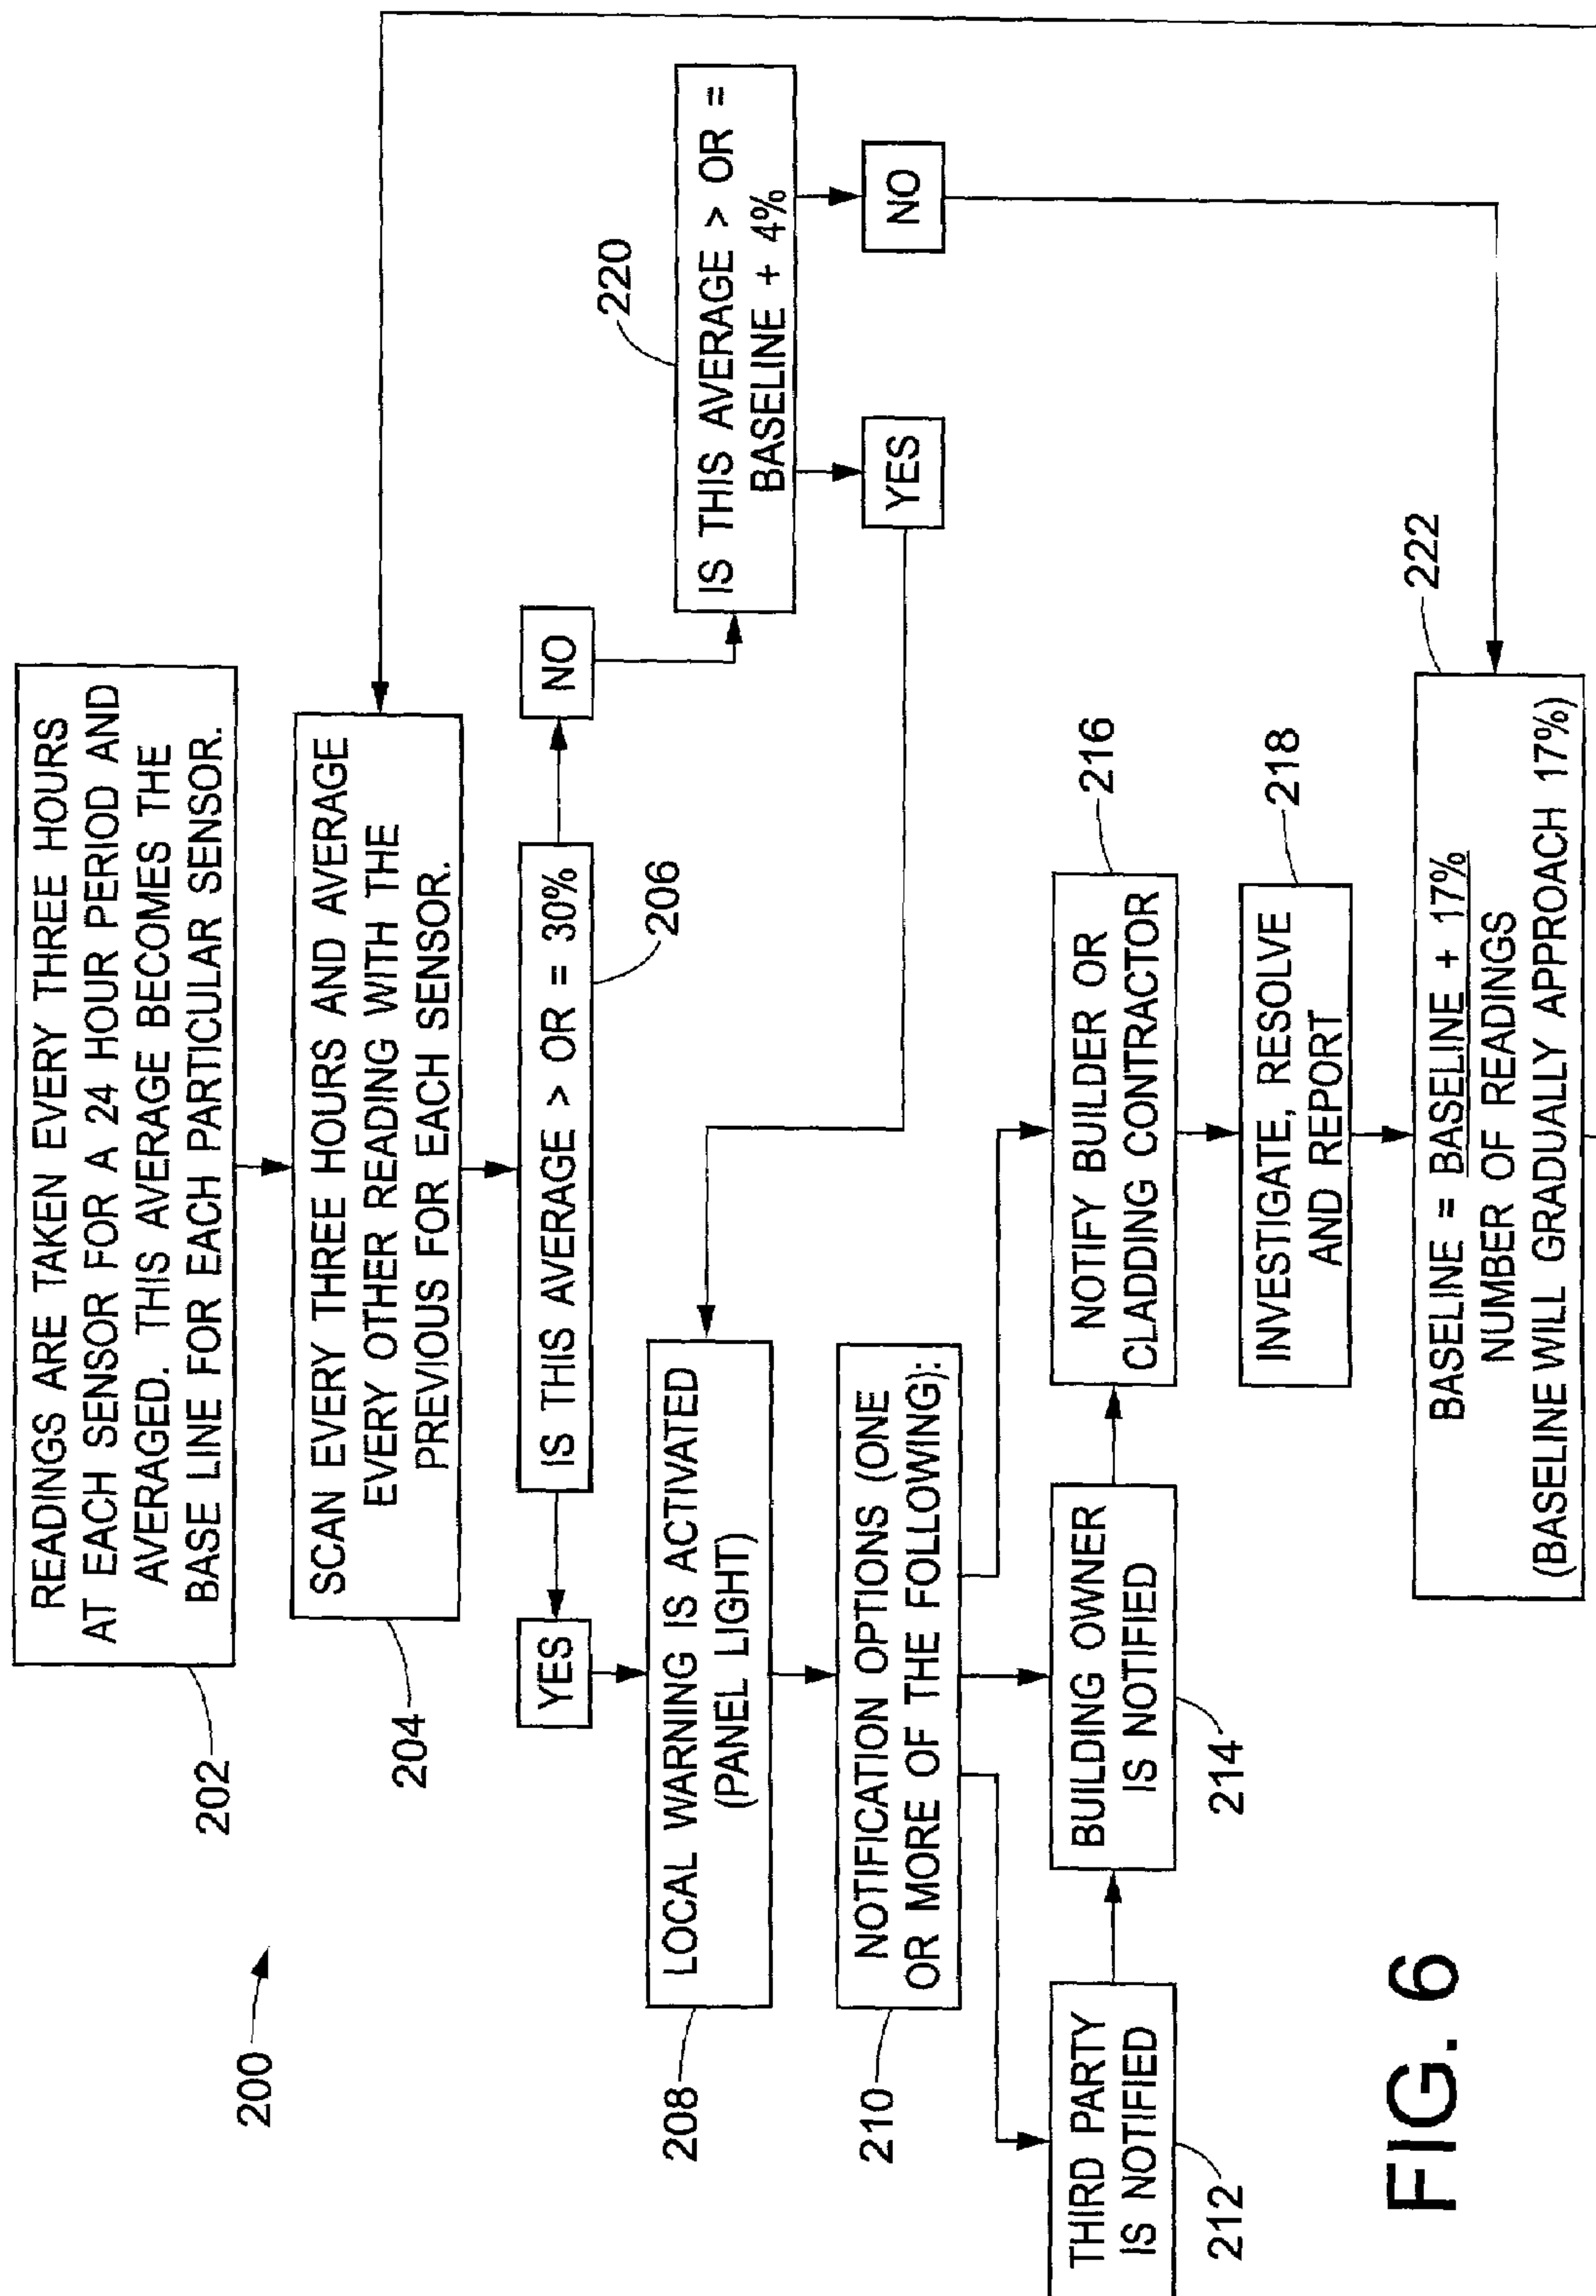 200
READINGS ARE TAKEN EVERY THREE HOURS
AT EACH SENSOR FOR A 24 HOUR PERIOD AND
AVERAGED. THIS AVERAGE BECOMES THE
BASE LINE FOR EACH PARTICULAR SENSOR.
202
SCAN EVERY THREE HOURS AND AVERAGE
EVERY OTHER READING WITH THE
PREVIOUS FOR EACH SENSOR.
204
YES
IS THIS AVERAGE > OR = 30%
206
NO
LOCAL WARNING IS ACTIVATED
(PANEL LIGHT)
208
220
IS THIS AVERAGE > OR =
BASELINE + 4%
YES
NO
NOTIFICATION OPTIONS (ONE
OR MORE OF THE FOLLOWING):
210
THIRD PARTY
IS NOTIFIED
212
BUILDING OWNER
IS NOTIFIED
214
NOTIFY BUILDER OR
CLADDING CONTRACTOR
216
INVESTIGATE, RESOLVE
AND REPORT
218
BASELINE = BASELINE + 17%
NUMBER OF READINGS
(BASELINE WILL GRADUALLY APPROACH 17%)
222
FIG. 6